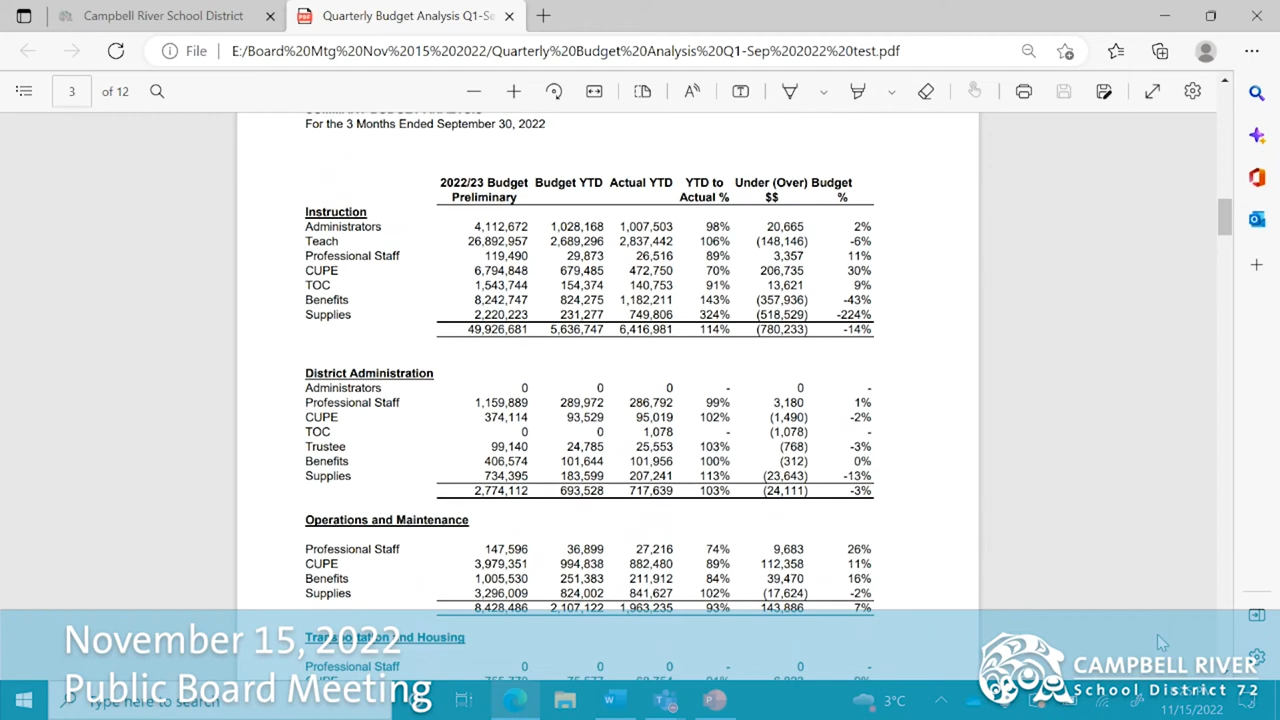 Campbell River School District
Quarterly Budget Analysis Q1-Se
File E:/Board%20Mtg%20Nov%2015%202022/Quarterly%20Budget%20Analysis%20Q1-Sep%202022%20test.pdf
3 of 12
For the 3 Months Ended September 30, 2022
2022/23 Budget Budget YTD Actual YTD YTD to Under (Over) Budget
Preliminary Actual % $$ %
Instruction
Administrators 4,112,672 1,028,168 1,007,503 98% 20,665 2%
Teach 26,892,957 2,689,296 2,837,442 106% (148,146) -6%
Professional Staff 119,490 29,873 26,516 89% 3,357 11%
CUPE 6,794,848 679,485 472,750 70% 206,735 30%
TOC 1,543,744 154,374 140,753 91% 13,621 9%
Benefits 8,242,747 824,275 1,182,211 143% (357,936) -43%
Supplies 2,220,223 231,277 749,806 324% (518,529) -224%
49,926,681 5,636,747 6,416,981 114% (780,233) -14%
District Administration
Administrators 0 0 0 - 0 -
Professional Staff 1,159,889 289,972 286,792 99% 3,180 1%
CUPE 374,114 93,529 95,019 102% (1,490) -2%
TOC 0 0 1,078 - (1,078) -
Trustee 99,140 24,785 25,553 103% (768) -3%
Benefits 406,574 101,644 101,956 100% (312) 0%
Supplies 734,395 183,599 207,241 113% (23,643) -13%
2,774,112 693,528 717,639 103% (24,111) -3%
Operations and Maintenance
Professional Staff 147,596 36,899 27,216 74% 9,683 26%
CUPE 3,979,351 994,838 882,480 89% 112,358 11%
Benefits 1,005,530 251,383 211,912 84% 39,470 16%
Supplies 3,296,009 824,002 841,627 102% (17,624) -2%
8,428,486 2,107,122 1,963,235 93% 143,886 7%
Transportation and Housing
Professional Staff 0 0 0 - 0 -
November 15, 2022
Public Board Meeting
CAMPBELL RIVER
School District 72
Type here to search
3°C
11/15/2022